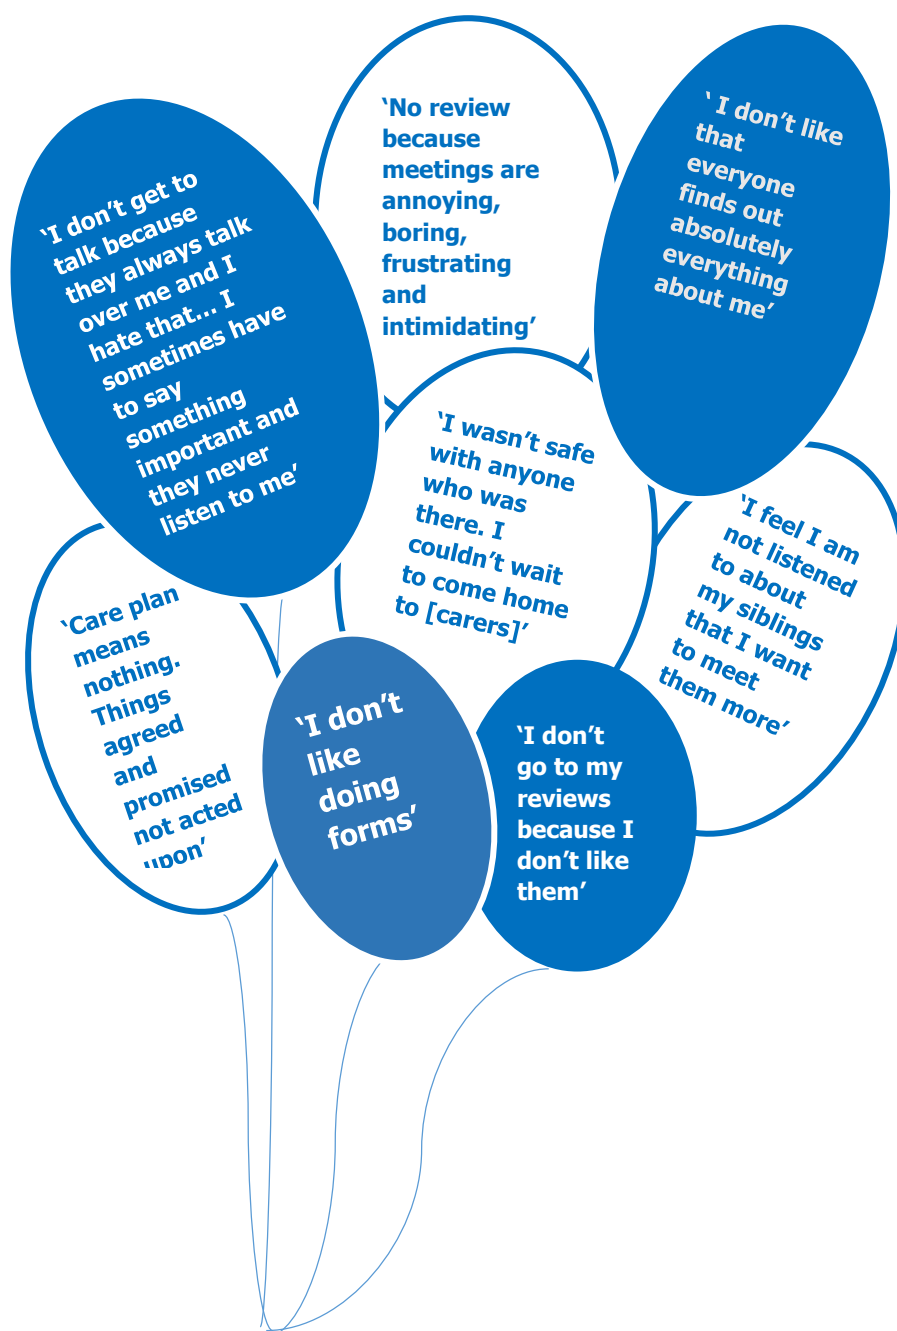 ‘No review
because
meetings are
annoying,
boring,
frustrating
and
intimidating’
‘ I don’t like
that
everyone
finds out
absolutely
everything
about me’
‘I don’t get to
talk because
they always talk
over me and I
hate that... I
sometimes have
to say
something
important and
they never
listen to me’
‘I wasn’t safe
with anyone
who was
there. I
couldn’t wait
to come home
to [carers]’
‘I feel I am
not listened
to about
my siblings
that I want
to meet
them more’
‘Care plan
means
nothing.
Things
agreed
and
promised
not acted
upon’
‘I don’t
like
doing
forms’
‘I don’t
go to my
reviews
because I
don’t like
them’